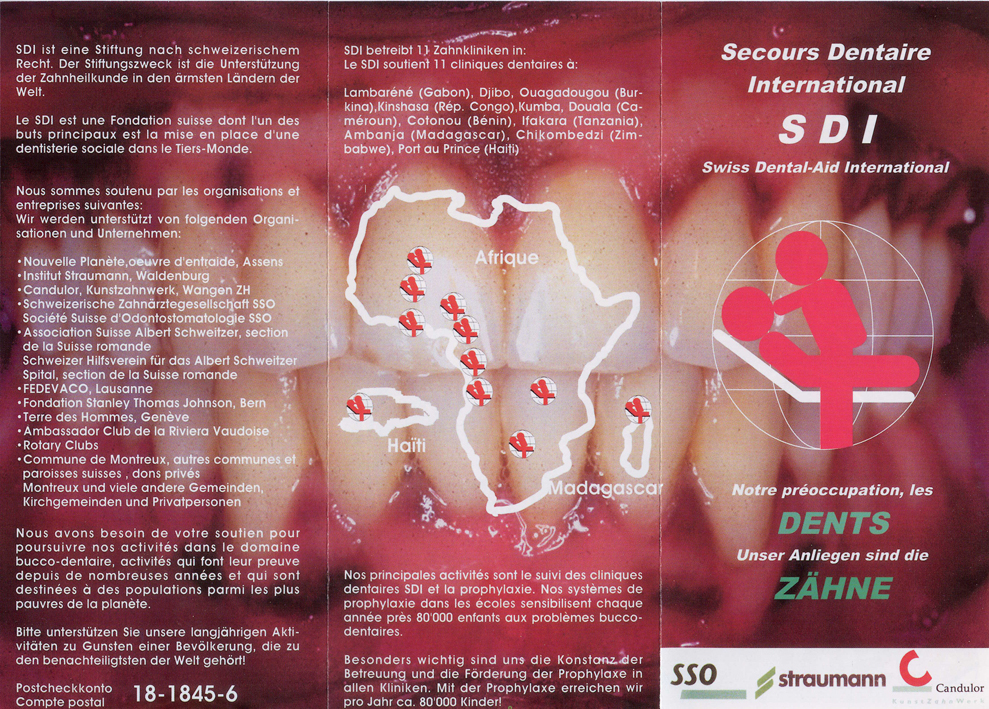 SDI ist eine Stiftung nach schweizerischem
Recht. Der Stiftungszweck ist die Unterstützung
der Zahnheilkunde in den ärmsten Ländern der
Welt.
Le SDI est une Fondation suisse dont l'un des
buts principaux est la mise en place d'une
dentisterie sociale dans le Tiers-Monde.
Nous sommes soutenu par les organisations et
entreprises suivantes:
Wir werden unterstützt von folgenden Organi-
sationen und Unternehmen:
•Nouvelle Planète,oeuvre d'entraide, Assens
•Institut Straumann, Waldenburg
•Candulor, Kunstzahnwerk, Wangen ZH
•Schweizerische Zahnärztegesellschaft SSO
Société Suisse d'Odontostomatologie SSO
•Association Suisse Albert Schweitzer, section
de la Suisse romande
Schweizer Hilfsverein für das Albert Schweitzer
Spital, section de la Suisse romande
•FEDEVACO, Lausanne
•Fondation Stanley Thomas Johnson, Bern
•Terre des Hommes, Genève
•Ambassador Club de la Riviera Vaudoise
•Rotary Clubs
•Commune de Montreux, autres communes et
paroisses suisses , dons privés
Montreux und viele andere Gemeinden,
Kirchgemeinden und Privatpersonen
Nous avons besoin de votre soutien pour
poursuivre nos activités dans le domaine
bucco-dentaire, activités qui font leur preuve
depuis de nombreuses années et qui sont
destinées à des populations parmi les plus
pauvres de la planète.
Bitte unterstützen Sie unsere langjährigen Akti-
vitäten zu Gunsten einer Bevölkerung, die zu
den benachteiligtsten der Welt gehört!
Postcheckkonto
Compte postal 18-1845-6
SDI betreibt 11 Zahnkliniken in:
Le SDI soutient 11 cliniques dentaires à:
Lambaréné (Gabon), Djibo, Ouagadougou (Bur-
kina),Kinshasa (Rép. Congo),Kumba, Douala (Ca-
méroun), Cotonou (Bénin), Ifakara (Tanzania),
Ambanja (Madagascar), Chikombedzi (Zim-
babwe), Port au Prince (Haiti)
Afrique
Haïti
Madagascar
Nos principales activités sont le suivi des cliniques
dentaires SDI et la prophylaxie. Nos systèmes de
prophylaxie dans les écoles sensibilisent chaque
année près 80'000 enfants aux problèmes bucco-
dentaires.
Besonders wichtig sind uns die Konstanz der
Betreuung und die Förderung der Prophylaxe in
allen Kliniken. Mit der Prophylaxe erreichen wir
pro Jahr ca. 80'000 Kinder!
Secours Dentaire
International
SDI
Swiss Dental-Aid International
Notre préoccupation, les
DENTS
Unser Anliegen sind die
ZÄHNE
SSO
straumann
Candulor
KunstZahnWerk